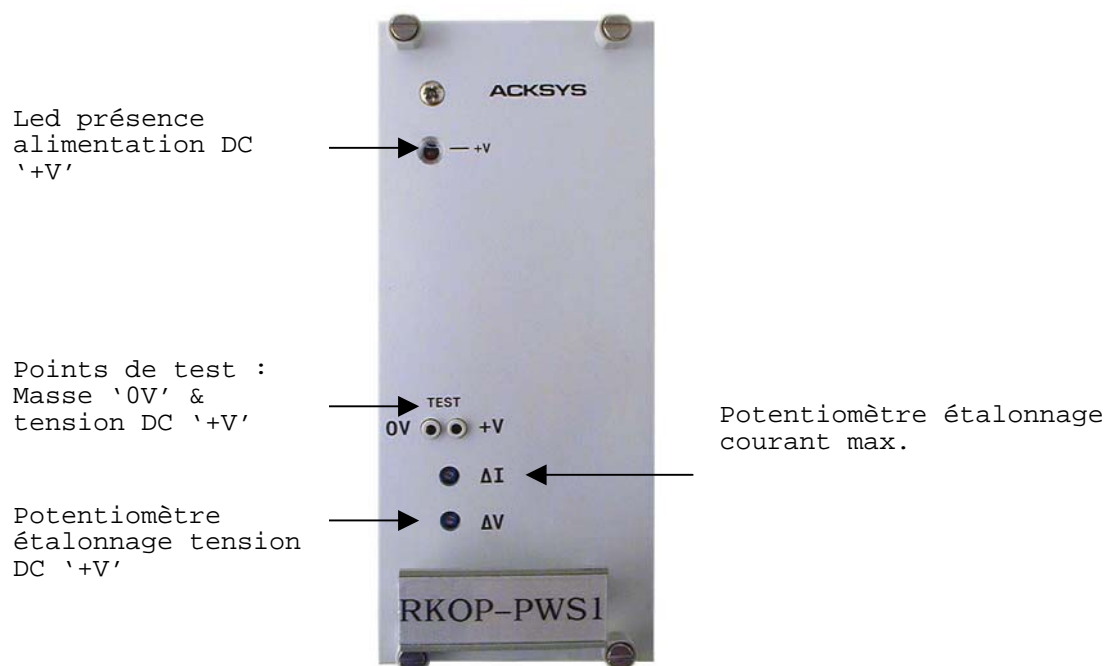 ACKSYS
Led présence
alimentation DC
‘+V’
+V
Points de test :
Masse ‘0V’ &
tension DC ‘+V’
TEST
0V
+V
Potentiomètre étalonnage
courant max.
ΔI
Potentiomètre
étalonnage tension
DC ‘+V’
ΔV
RKOP-PWS1